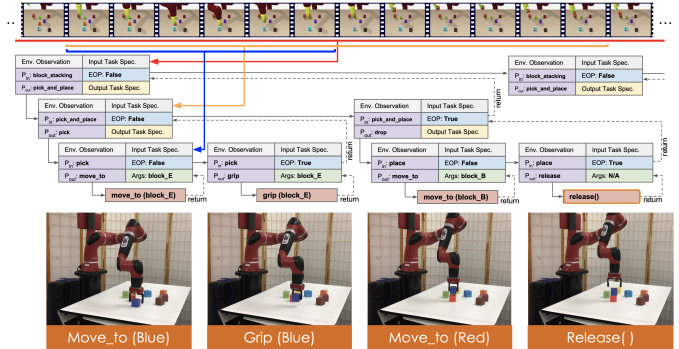 Env. Observation Input Task Spec.
P_in: block_stacking EOP: False
P_out: pick_and_place Output Task Spec.
return
Env. Observation Input Task Spec.
P_in: block_stacking EOP: False
P_out: pick_and_place Output Task Spec.
Env. Observation Input Task Spec.
P_in: pick_and_place EOP: False
P_out: pick Output Task Spec.
return
Env. Observation Input Task Spec.
P_in: pick_and_place EOP: True
P_out: drop Output Task Spec.
return
Env. Observation Input Task Spec.
P_in: pick EOP: False
P_out: move_to Args: block_E
move_to (block_E)
return
Env. Observation Input Task Spec.
P_in: pick EOP: True
P_out: grip Args: block_E
grip (block_E)
return
Env. Observation Input Task Spec.
P_in: place EOP: False
P_out: move_to Args: block_B
move_to (block_B)
return
Env. Observation Input Task Spec.
P_in: place EOP: True
P_out: release Args: N/A
release()
return
Move_to (Blue)
Grip (Blue)
Move_to (Red)
Release( )